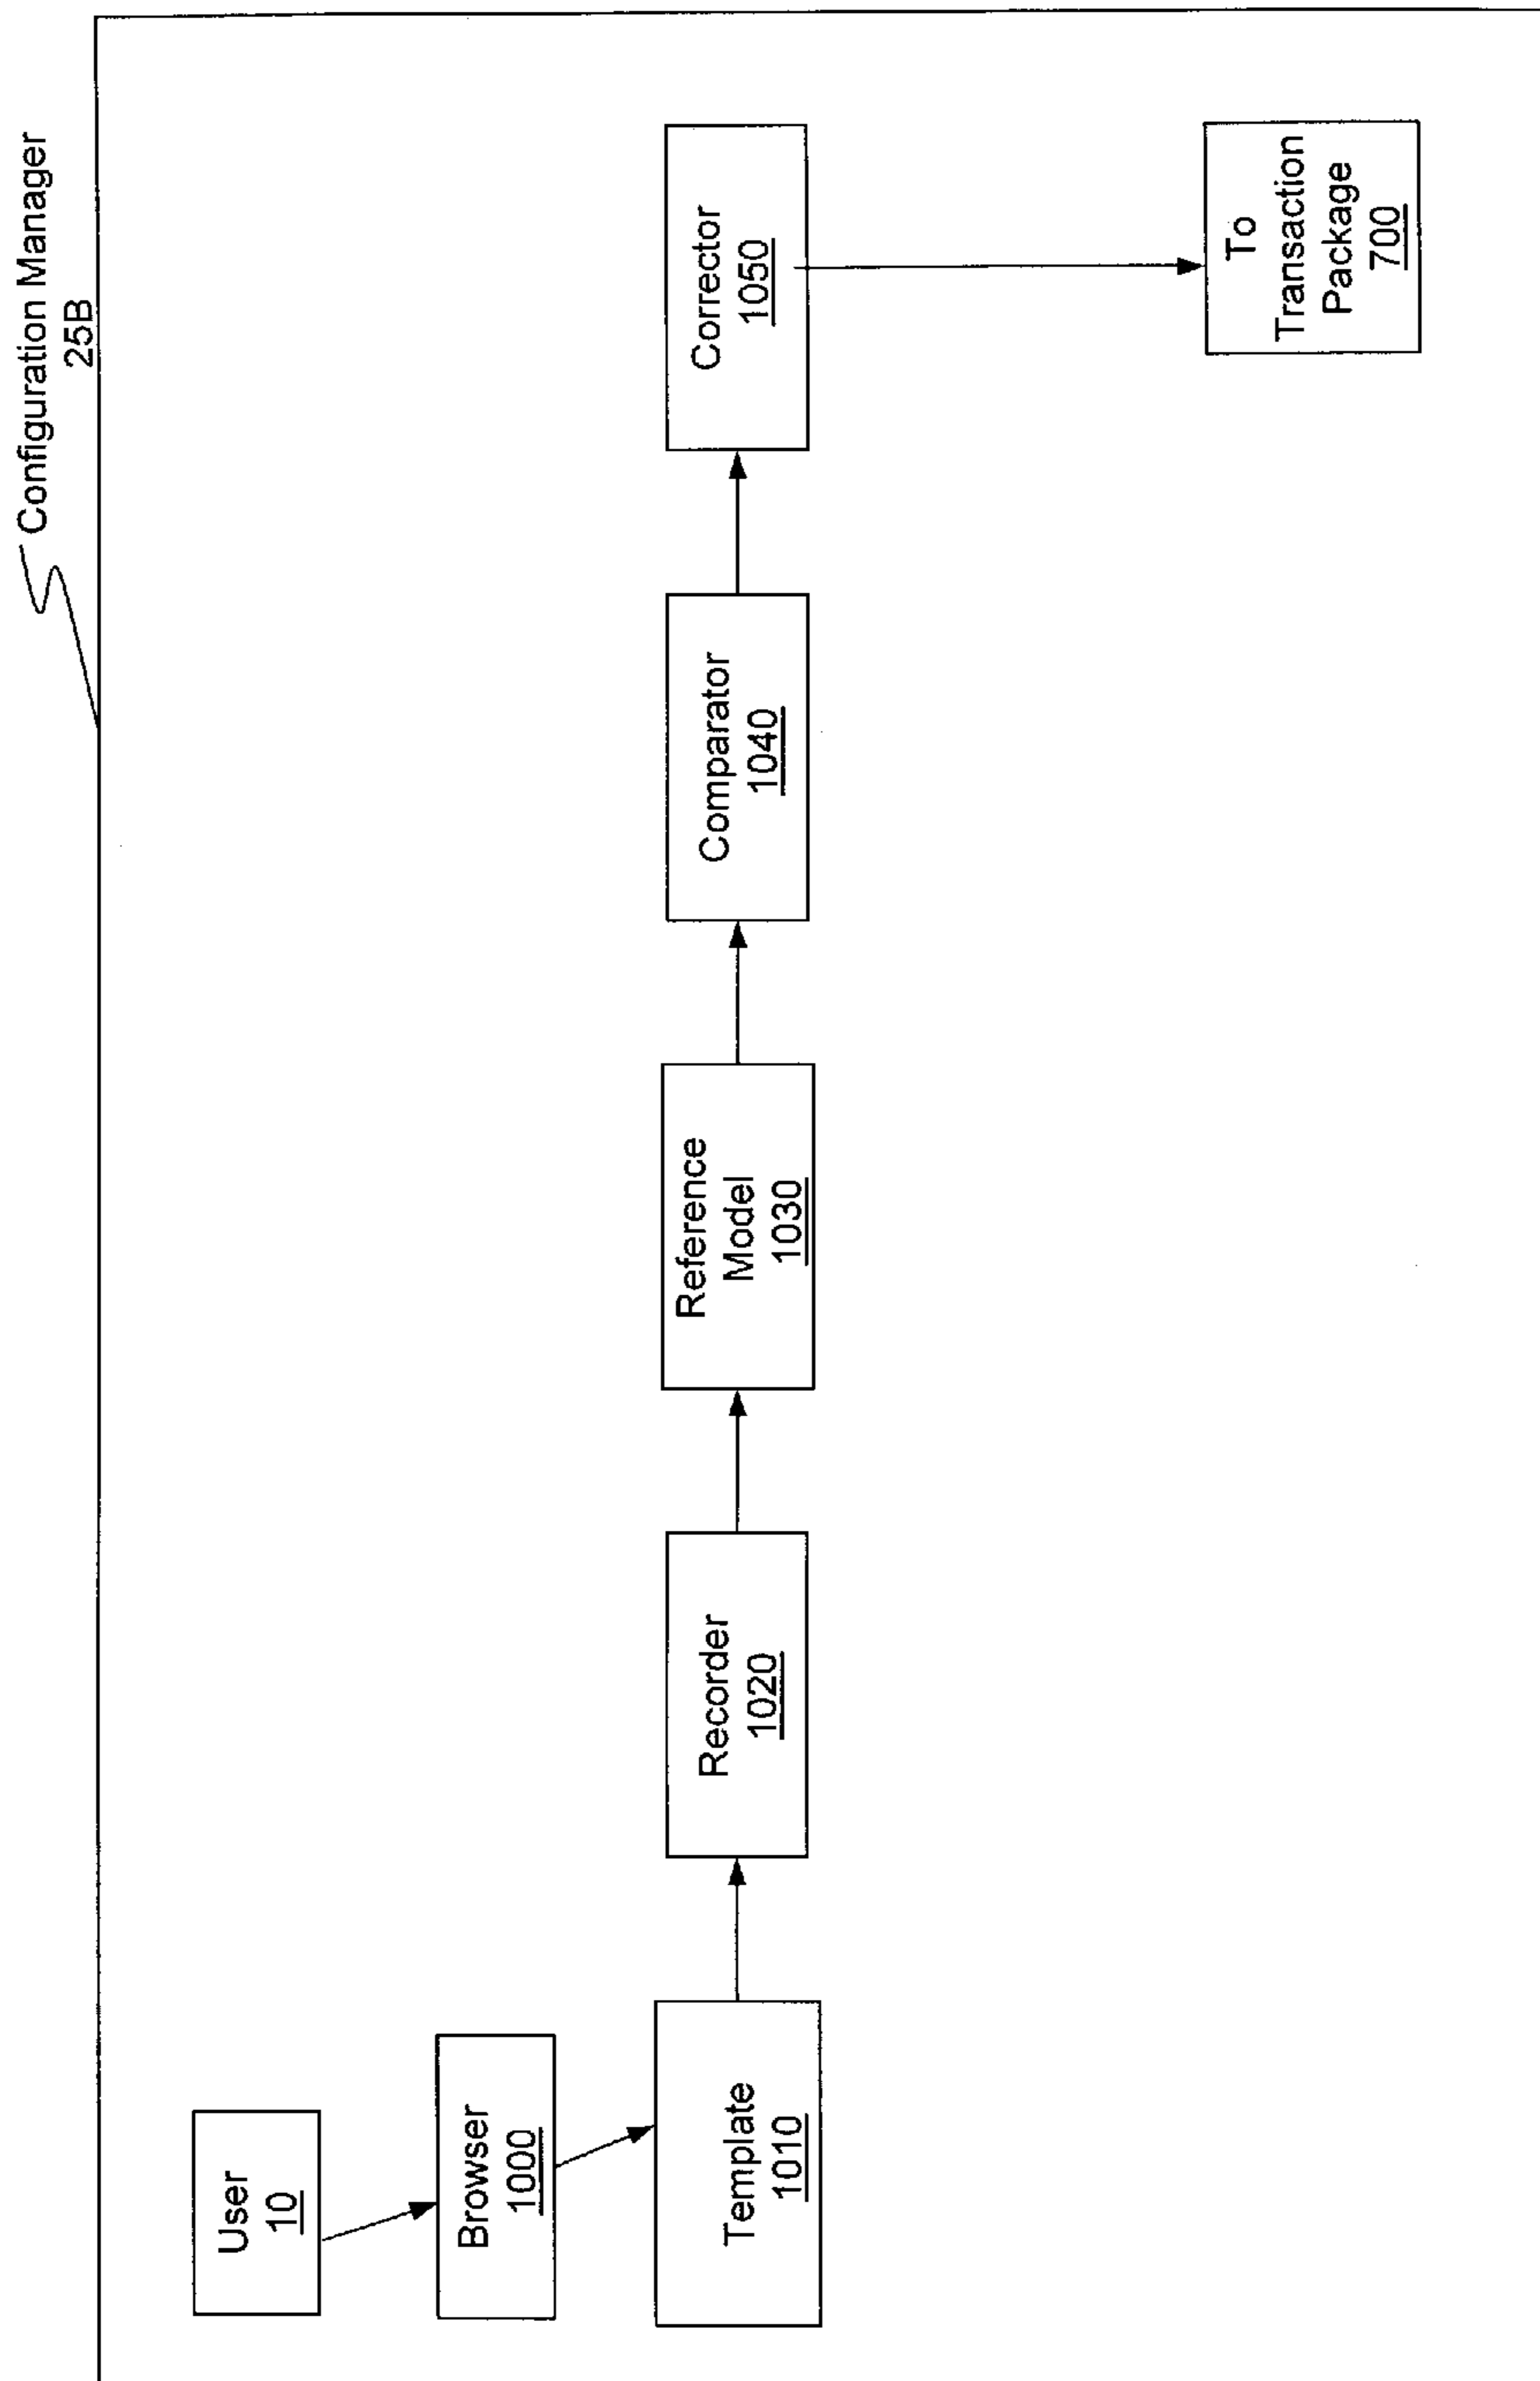 Configuration Manager
25B
User
10
Browser
1000
Template
1010
Recorder
1020
Reference
Model
1030
Comparator
1040
Corrector
1050
To
Transaction
Package
700